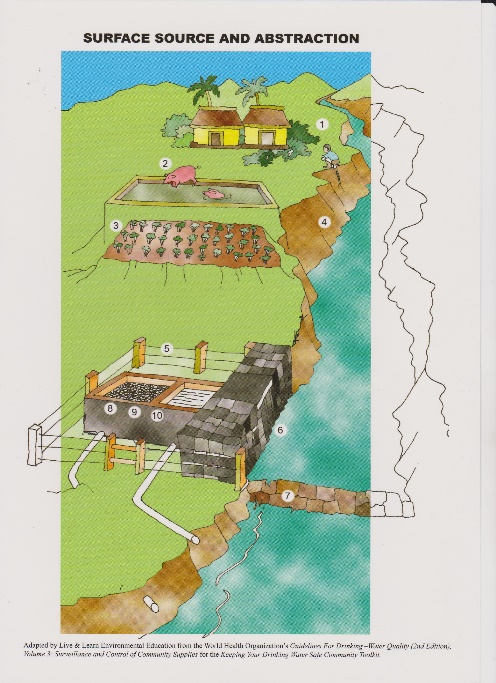 SURFACE SOURCE AND ABSTRACTION
1
2
3
4
5
6
7
8 9 10
Adapted by Live & Learn Environmental Education from the World Health Organization's Guidelines For Drinking –Water Quality (2nd Edition),
Volume 3: Surveillance and Control of Community Supplies for the Keeping Your Drinking Water Safe Community Toolkit.